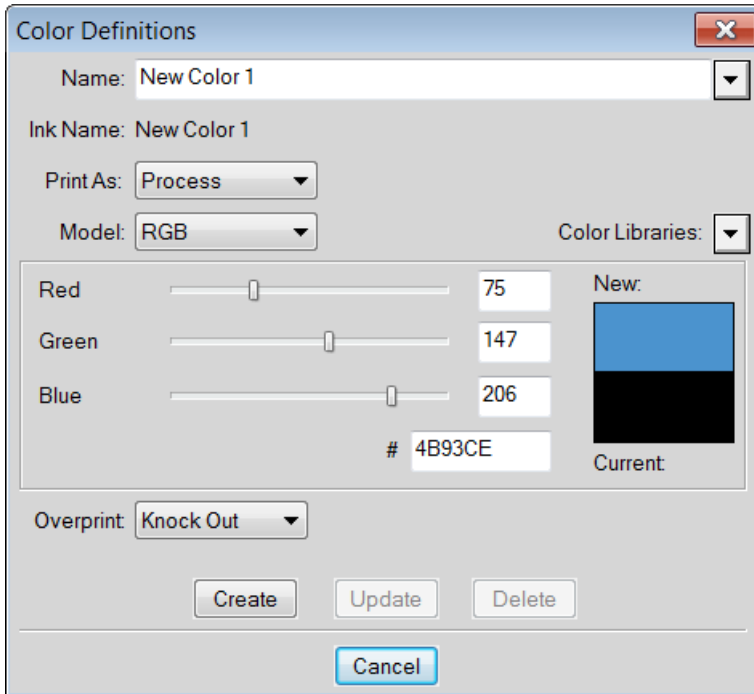 Color Definitions
Name: New Color 1
Ink Name: New Color 1
Print As: Process
Model: RGB Color Libraries:
Red 75 New:
Green 147
Blue 206
# 4B93CE
Current:
Overprint: Knock Out
Create Update Delete
Cancel